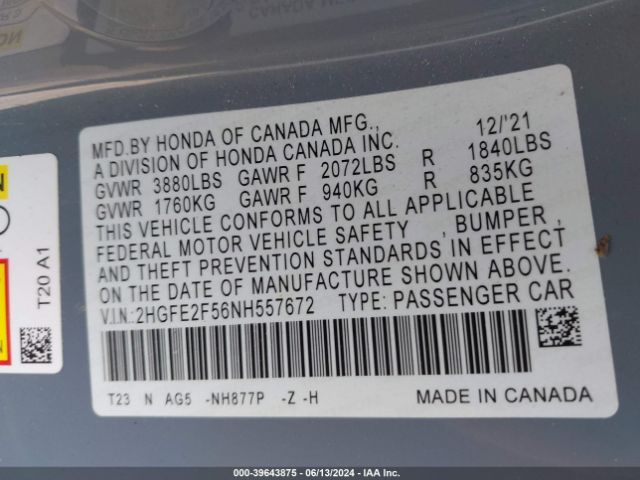 MFD.BY HONDA OF CANADA MFG., 12/'21
A DIVISION OF HONDA CANADA INC.
GVWR 3880LBS GAWR F 2072LBS R 1840LBS
GVWR 1760KG GAWR F 940KG R 835KG
THIS VEHICLE CONFORMS TO ALL APPLICABLE
FEDERAL MOTOR VEHICLE SAFETY , BUMPER ,
AND THEFT PREVENTION STANDARDS IN EFFECT
ON THE DATE OF MANUFACTURE SHOWN ABOVE.
V.I.N.:2HGFE2F56NH557672 TYPE: PASSENGER CAR
T23 N AG5 -NH877P -Z -H
MADE IN CANADA
T20 A1
000-39643875 - 06/13/2024 - IAA Inc.